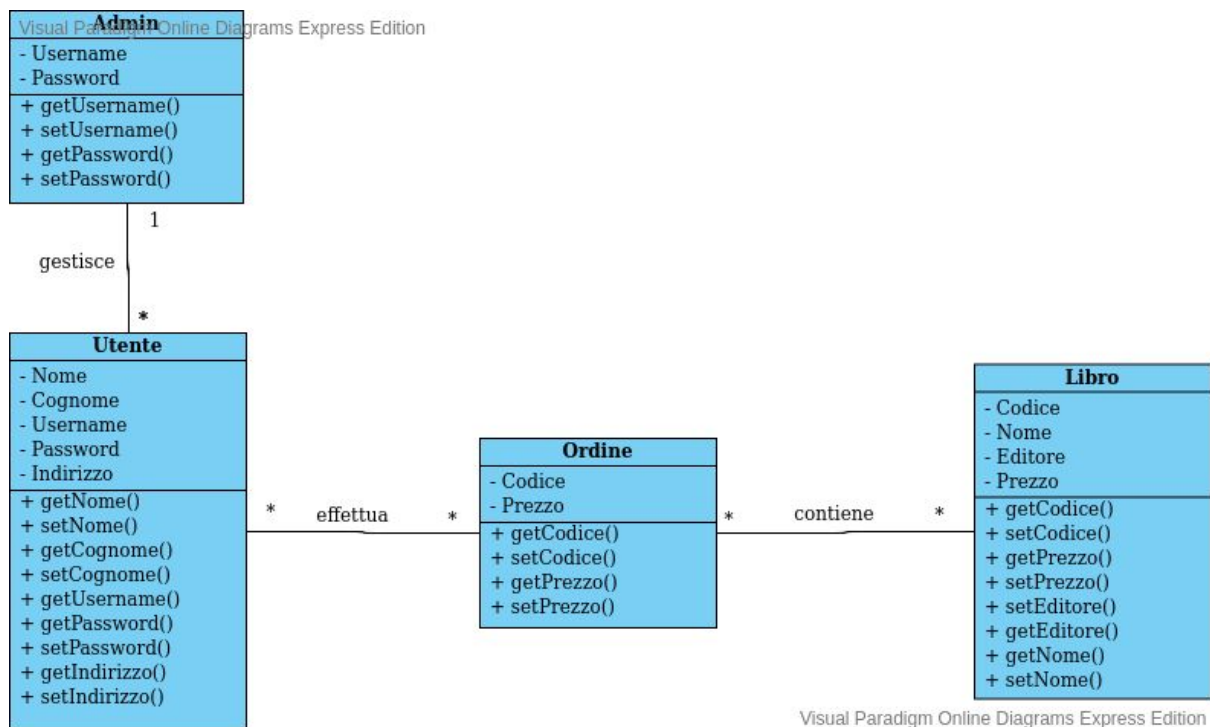 Admin
Visual Paradigm Online Diagrams Express Edition
- Username
- Password
+ getUsername()
+ setUsername()
+ getPassword()
+ setPassword()
1
gestisce
*
Utente
- Nome
- Cognome
- Username
- Password
- Indirizzo
+ getNome()
+ setNome()
+ getCognome()
+ setCognome()
+ getUsername()
+ getPassword()
+ setPassword()
+ getIndirizzo()
+ setIndirizzo()
* effettua *
Ordine
- Codice
- Prezzo
+ getCodice()
+ setCodice()
+ getPrezzo()
+ setPrezzo()
* contiene *
Libro
- Codice
- Nome
- Editore
- Prezzo
+ getCodice()
+ setCodice()
+ getPrezzo()
+ setPrezzo()
+ setEditore()
+ getEditore()
+ getNome()
+ setNome()
Visual Paradigm Online Diagrams Express Edition